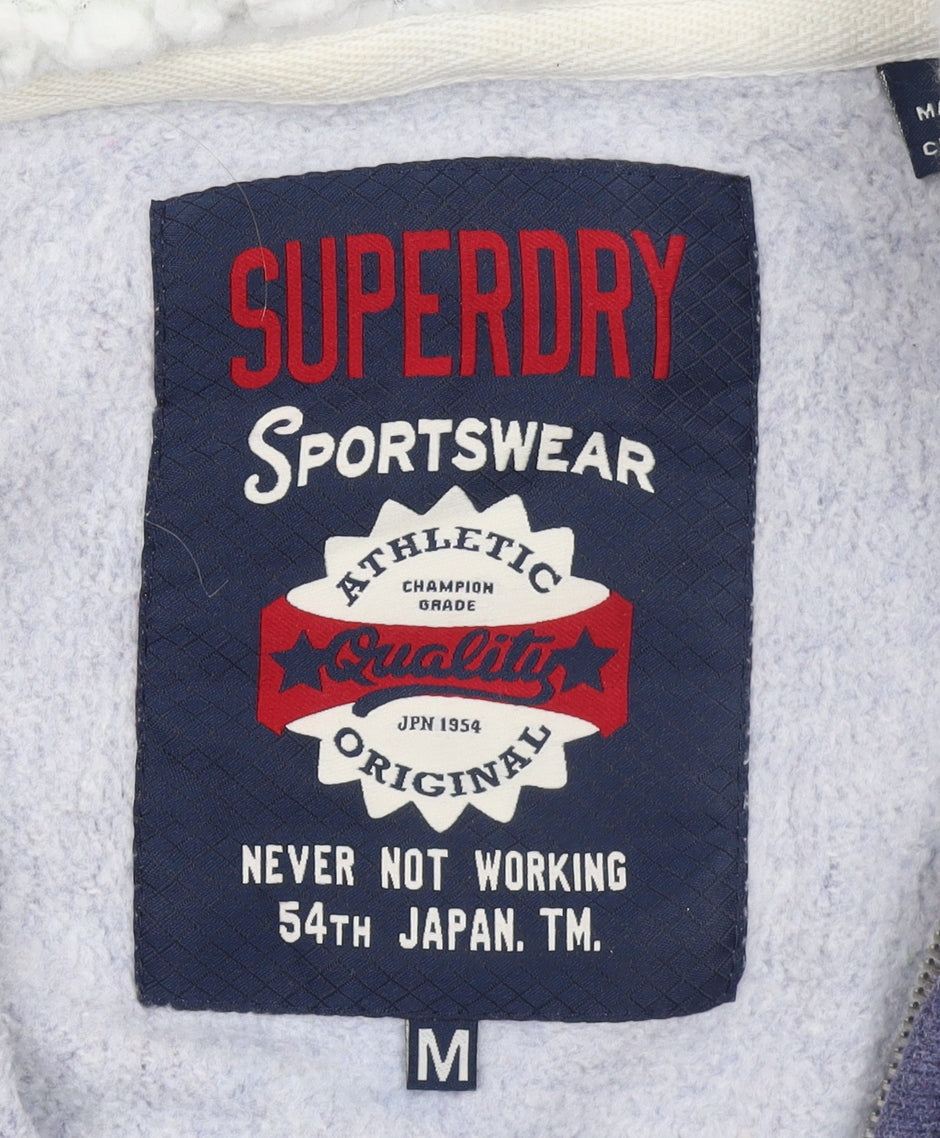 SUPERDRY
SPORTSWEAR
ATHLETIC
CHAMPION
GRADE
Quality
JPN 1954
ORIGINAL
NEVER NOT WORKING
54TH JAPAN. TM.
M